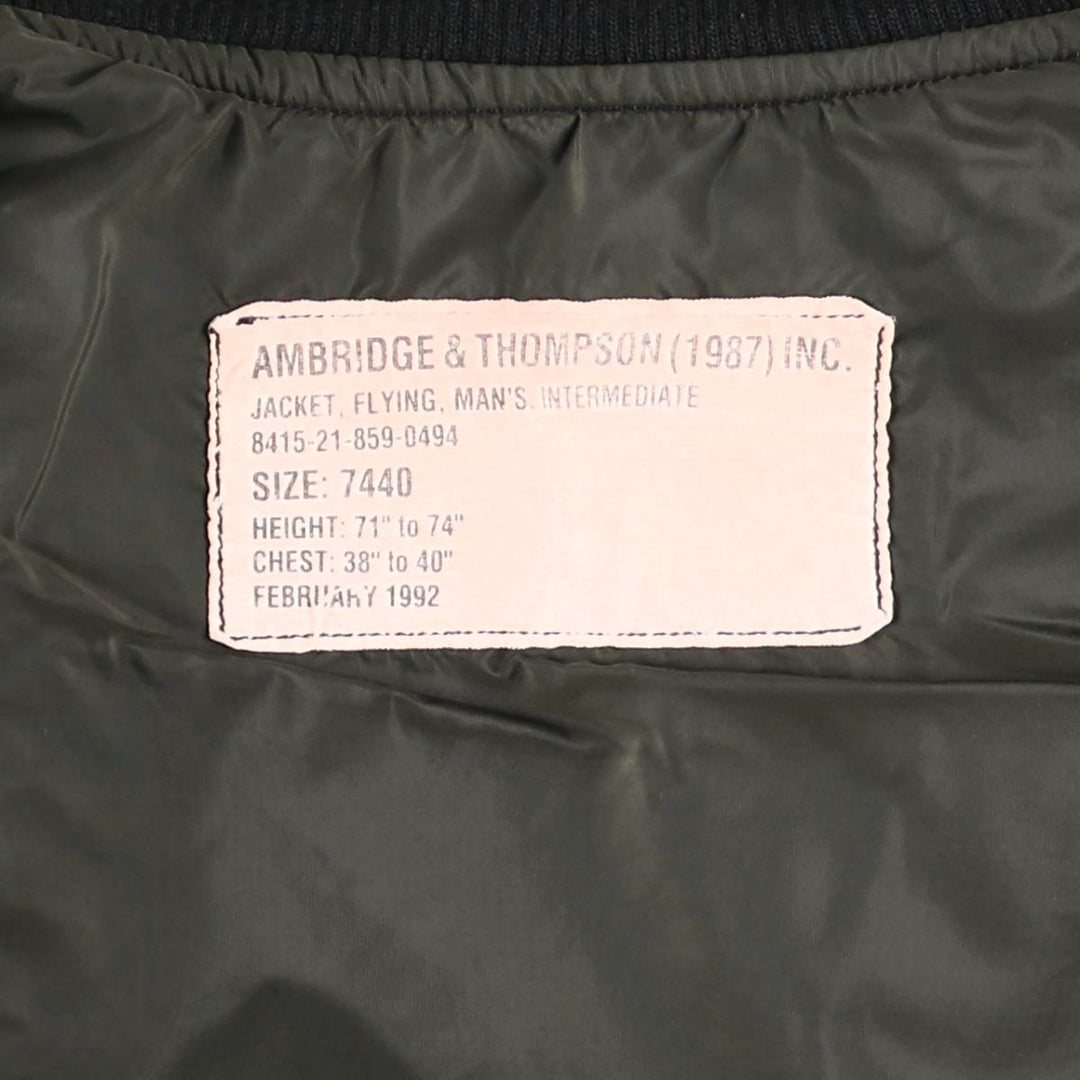 AMBRIDGE & THOMPSON (1987) INC.
JACKET, FLYING, MAN'S, INTERMEDIATE
8415-21-859-0494
SIZE: 7440
HEIGHT: 71" to 74"
CHEST: 38" to 40"
FEBRUARY 1992